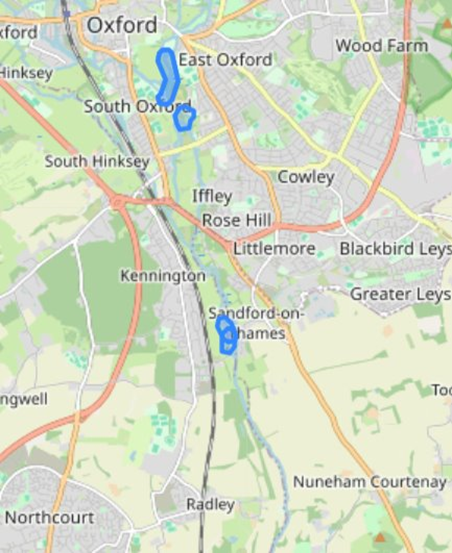 Oxford
xford
East Oxford
Wood Farm
Hinksey
South Oxford
South Hinksey
Cowley
Iffley
Rose Hill
Littlemore
Blackbird Leys
Kennington
Greater Leys
Sandford-on-
Thames
ngwell
Too
Nuneham Courtenay
Radley
Northcourt